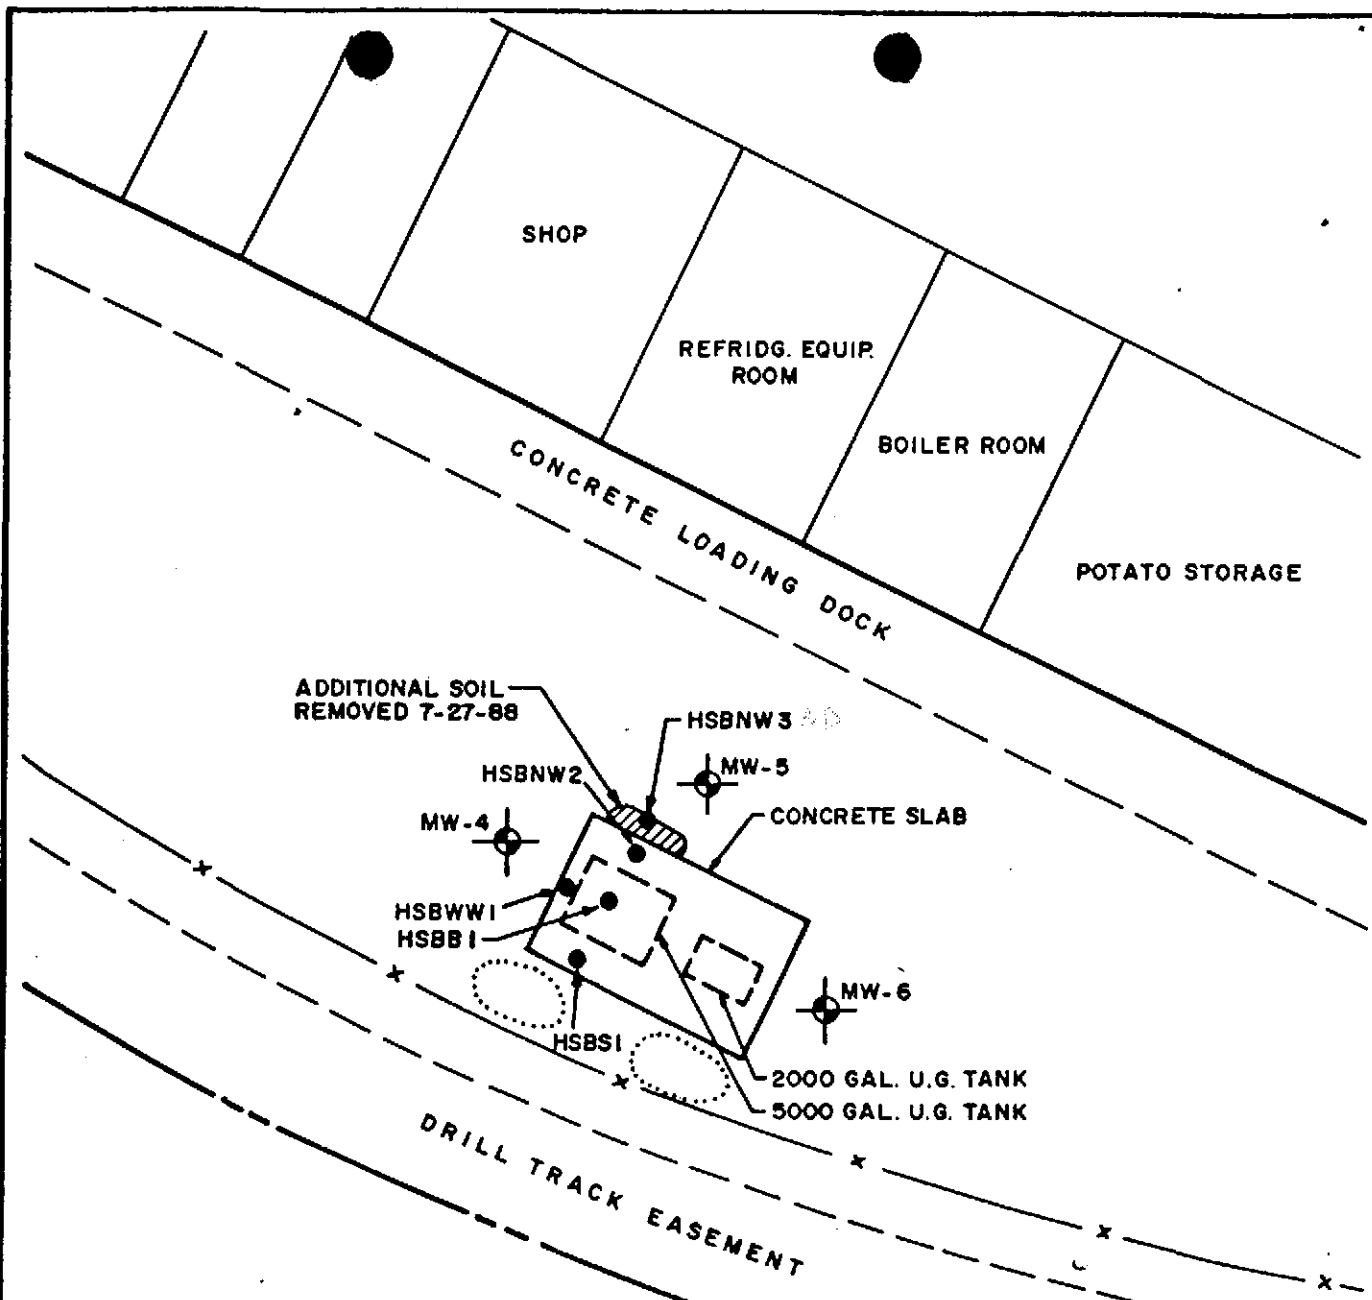 SHOP
REFRIDG. EQUIP.
ROOM
BOILER ROOM
CONCRETE LOADING DOCK
POTATO STORAGE
ADDITIONAL SOIL
REMOVED 7-27-88
HSBNW3
HSBNW2
MW-5
MW-4
CONCRETE SLAB
HSBWW1
HSBB1
MW-6
HSBS1
2000 GAL. U.G. TANK
5000 GAL. U.G. TANK
DRILL TRACK EASEMENT